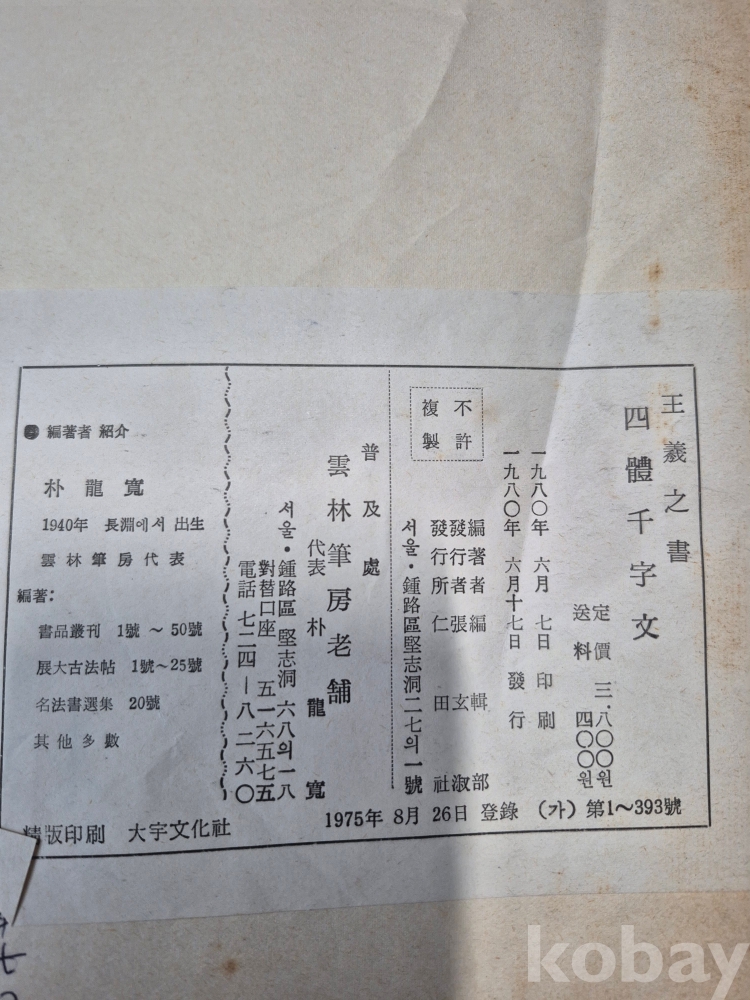 王羲之書
四體千字文
定價 三·八〇〇원
送料 四〇〇원
一九八〇年 六月 七日 印刷
一九八〇年 六月十七日 發行
不許
複製
編著者 編輯部
發行者 張玄淑
發行所 仁田社
서울·鍾路區堅志洞二七의一號
普及處
雲林筆房老舖
代表 朴龍寬
서울·鍾路區 堅志洞 六八의一八
對替口座 五一六五七五
電話 七二四—八二六〇
編著者 紹介
朴龍寬
1940年 長淵에서 出生
雲林筆房代表
編著:
書品叢刊 1號 ~ 50號
展大古法帖 1號~25號
名法書選集 20號
其他多數
1975年 8月 26日 登錄 (가) 第1~393號
精版印刷 大宇文化社
kobay